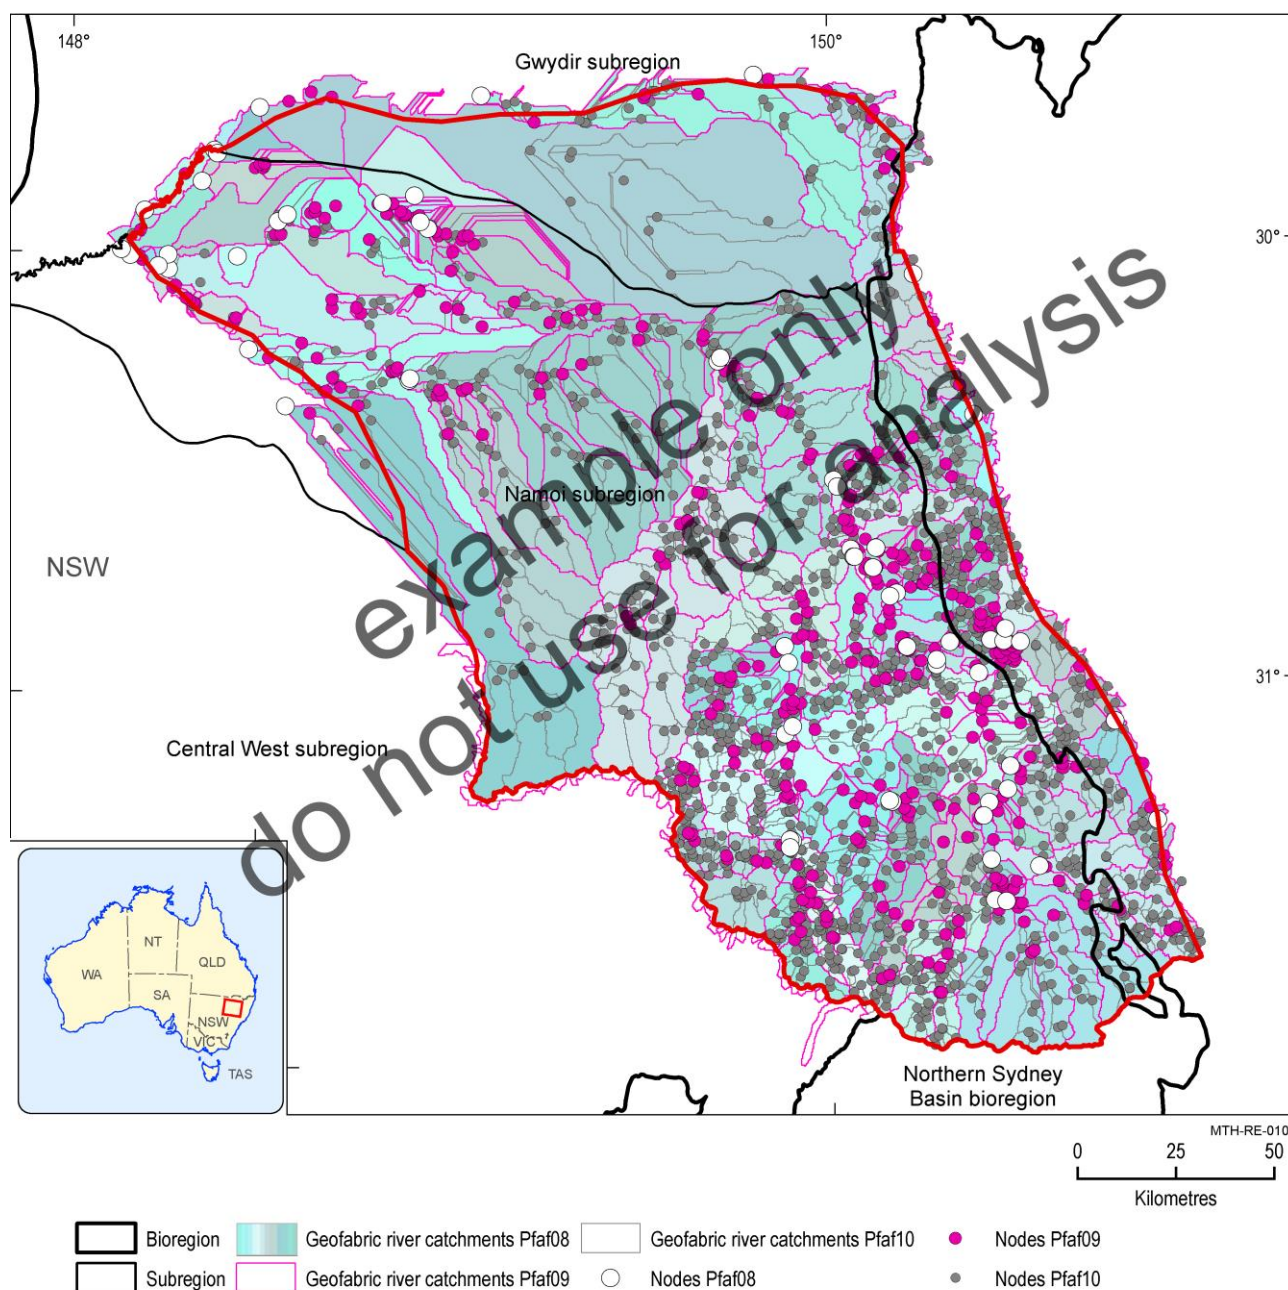 148°
150°
Gwydir subregion
30°
Namoi subregion
NSW
31°
Central West subregion
example only
do not use for analysis
NT
QLD
WA
SA
NSW
VIC
TAS
Northern Sydney
Basin bioregion
MTH-RE-010
0 25 50
Kilometres
Bioregion
Geofabric river catchments Pfaf08
Geofabric river catchments Pfaf10
Nodes Pfaf09
Subregion
Geofabric river catchments Pfaf09
Nodes Pfaf08
Nodes Pfaf10